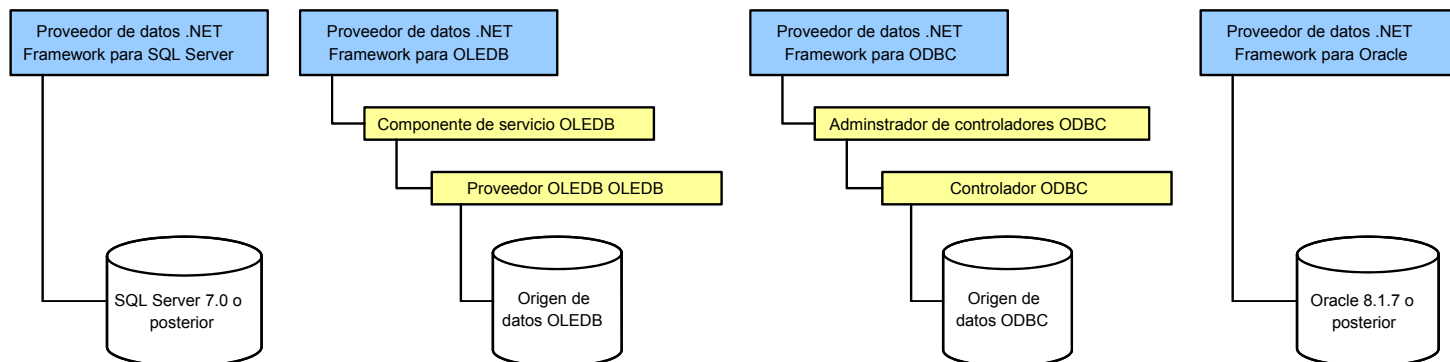 Proveedor de datos .NET
Framework para SQL Server
Proveedor de datos .NET
Framework para OLEDB
Proveedor de datos .NET
Framework para ODBC
Proveedor de datos .NET
Framework para Oracle
Componente de servicio OLEDB
Adminstrador de controladores ODBC
Proveedor OLEDB OLEDB
Controlador ODBC
SQL Server 7.0 o
posterior
Origen de
datos OLEDB
Origen de
datos ODBC
Oracle 8.1.7 o
posterior